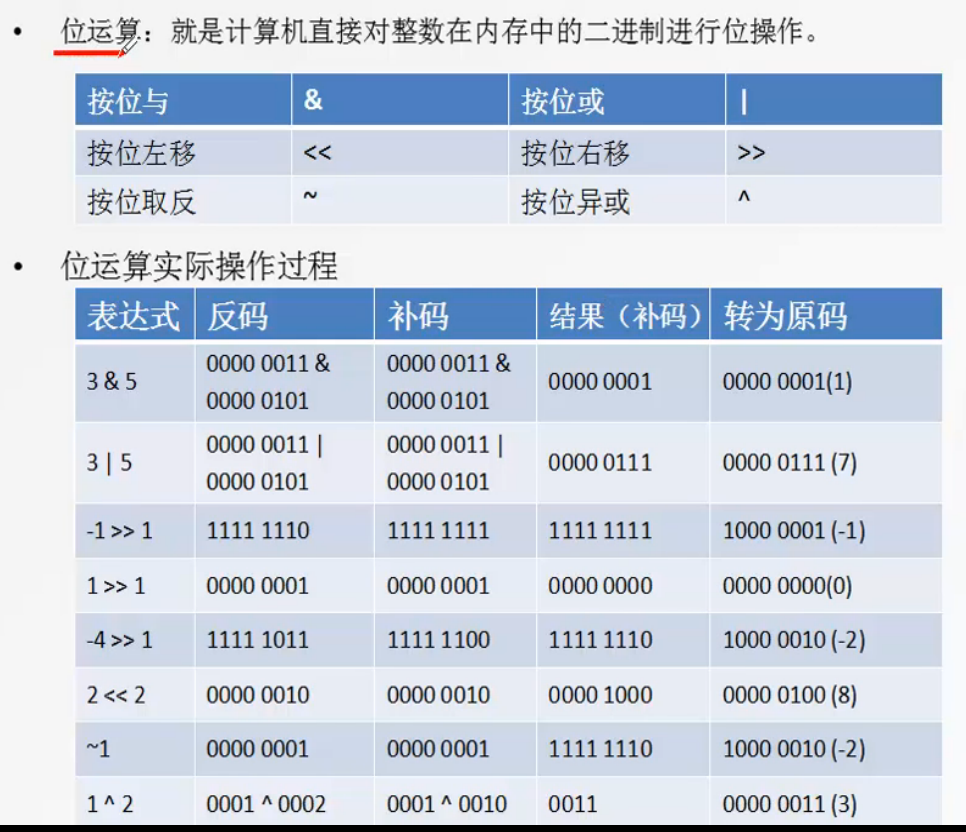 • 位运算：就是计算机直接对整数在内存中的二进制进行位操作。
按位与 & 按位或 |
按位左移 << 按位右移 >>
按位取反 ~ 按位异或 ^
• 位运算实际操作过程
表达式 反码 补码 结果（补码） 转为原码
3 & 5 0000 0011 & 0000 0011 & 0000 0001 0000 0001(1)
0000 0101 0000 0101
3 | 5 0000 0011 | 0000 0011 | 0000 0111 0000 0111 (7)
0000 0101 0000 0101
-1 >> 1 1111 1110 1111 1111 1111 1111 1000 0001 (-1)
1 >> 1 0000 0001 0000 0001 0000 0000 0000 0000(0)
-4 >> 1 1111 1011 1111 1100 1111 1110 1000 0010 (-2)
2 << 2 0000 0010 0000 0010 0000 1000 0000 0100 (8)
~1 0000 0001 0000 0001 1111 1110 1000 0010 (-2)
1 ^ 2 0001 ^ 0002 0001 ^ 0010 0011 0000 0011 (3)